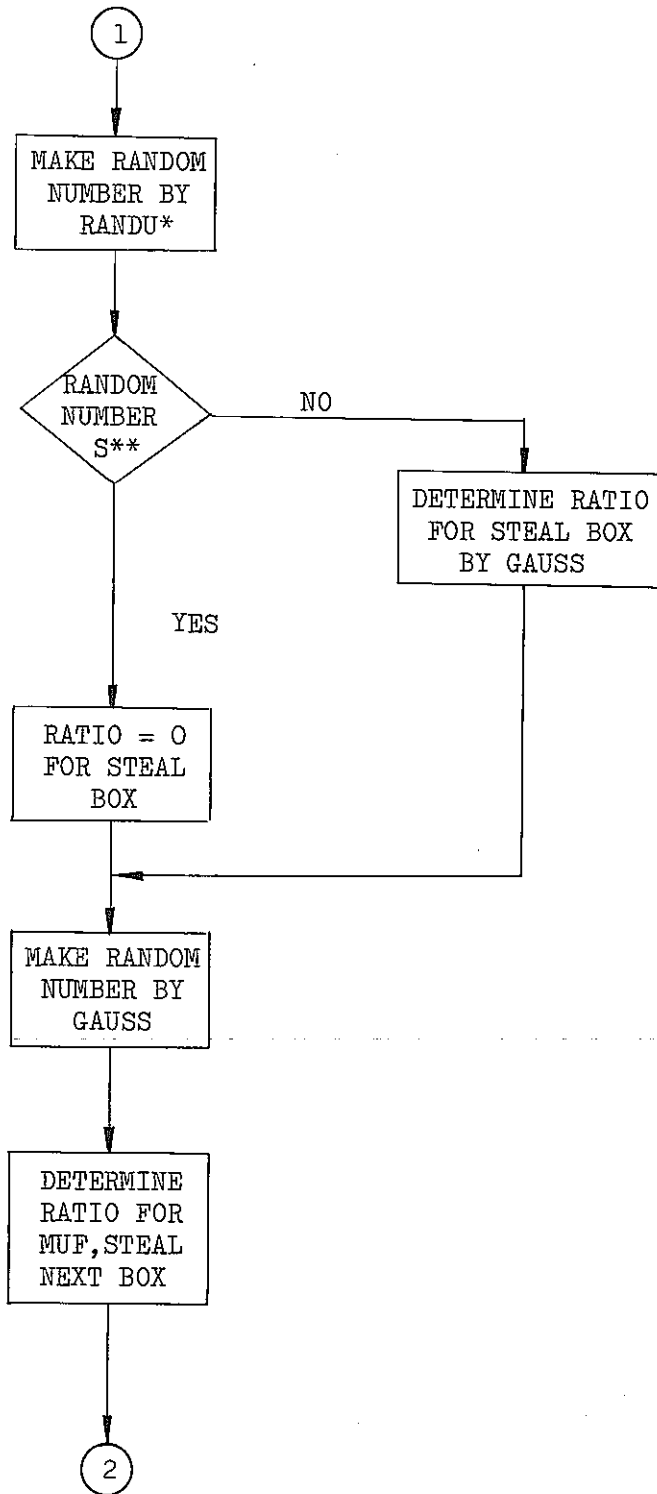 1
MAKE RANDOM
NUMBER BY
RANDU*
RANDOM
NUMBER
S**
NO
DETERMINE RATIO
FOR STEAL BOX
BY GAUSS
YES
RATIO = 0
FOR STEAL
BOX
MAKE RANDOM
NUMBER BY
GAUSS
DETERMINE
RATIO FOR
MUF,STEAL
NEXT BOX
2